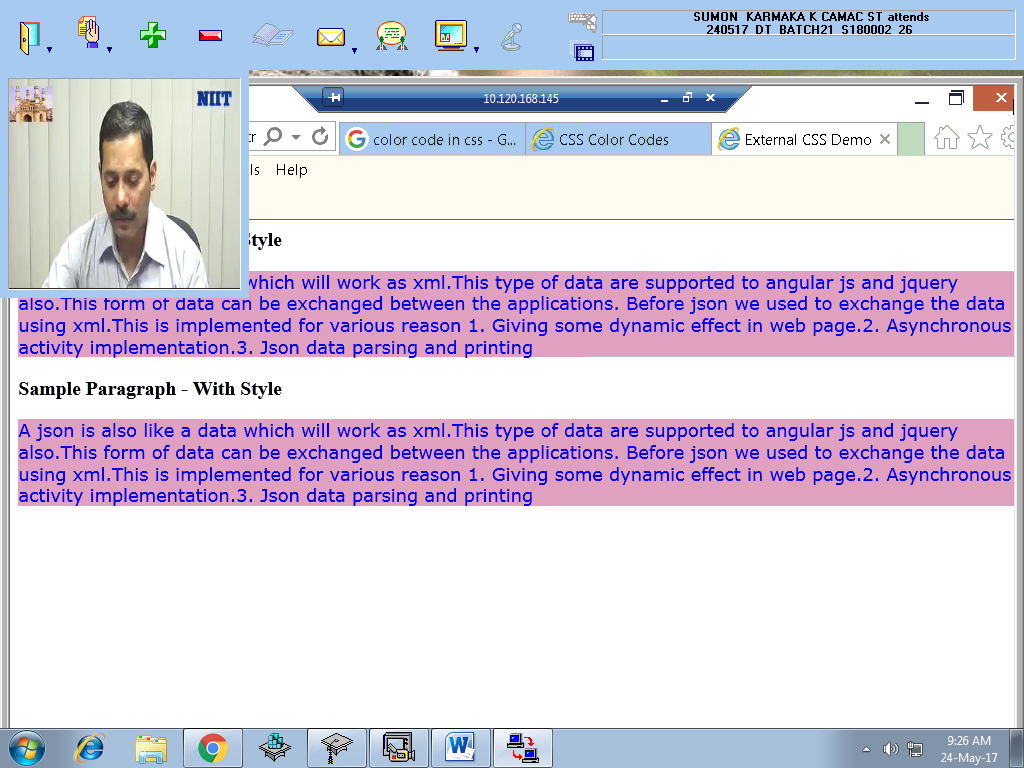 SUMON KARMAKA K CAMAC ST attends
240517_DT_BATCH21_S180002_26
NIIT
10.120.168.145
color code in css - G...
CSS Color Codes
External CSS Demo
ls Help
Style
which will work as xml.This type of data are supported to angular js and jquery
also.This form of data can be exchanged between the applications. Before json we used to exchange the data
using xml.This is implemented for various reason 1. Giving some dynamic effect in web page.2. Asynchronous
activity implementation.3. Json data parsing and printing
Sample Paragraph - With Style
A json is also like a data which will work as xml.This type of data are supported to angular js and jquery
also.This form of data can be exchanged between the applications. Before json we used to exchange the data
using xml.This is implemented for various reason 1. Giving some dynamic effect in web page.2. Asynchronous
activity implementation.3. Json data parsing and printing
9:26 AM
24-May-17